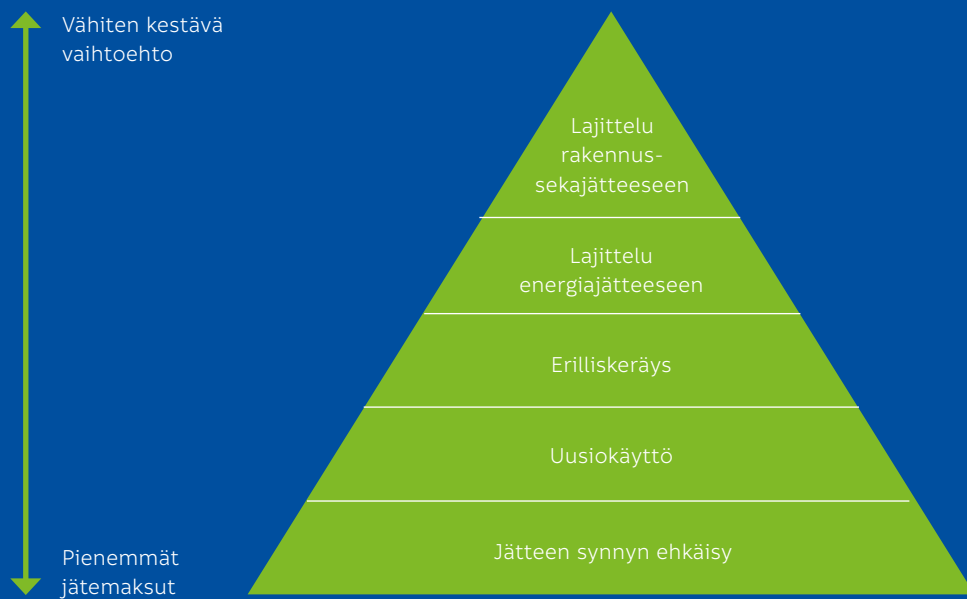 Vähiten kestävä
vaihtoehto
Lajittelu
rakennus-
sekajätteeseen
Lajittelu
energiajätteeseen
Erilliskeräys
Uusiokäyttö
Jätteen synnyn ehkäisy
Pienemmät
jätemaksut